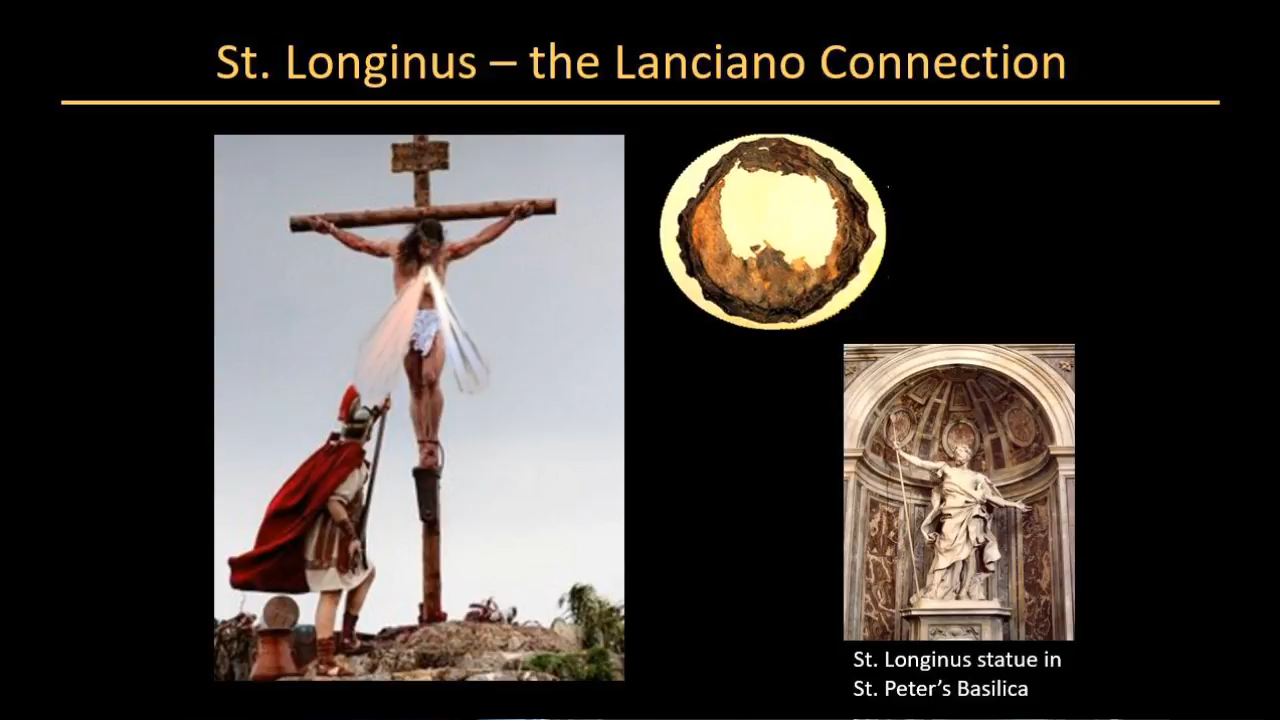 St. Longinus – the Lanciano Connection
St. Longinus statue in
St. Peter’s Basilica